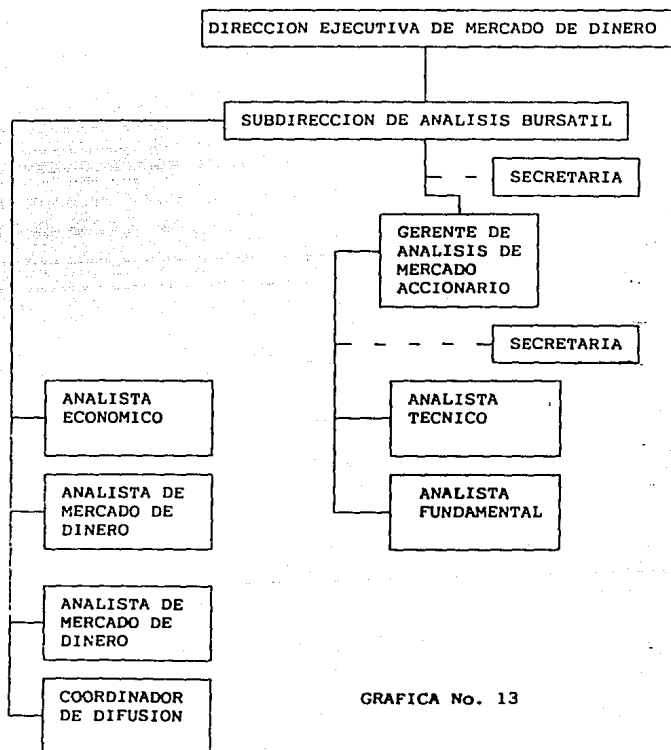 DIRECCION EJECUTIVA DE MERCADO DE DINERO
SUBDIRECCION DE ANALISIS BURSATIL
SECRETARIA
GERENTE DE
ANALISIS DE
MERCADO
ACCIONARIO
SECRETARIA
ANALISTA
ECONOMICO
ANALISTA
TECNICO
ANALISTA DE
MERCADO DE
DINERO
ANALISTA
FUNDAMENTAL
ANALISTA DE
MERCADO DE
DINERO
COORDINADOR
DE DIFUSION
GRAFICA No. 13